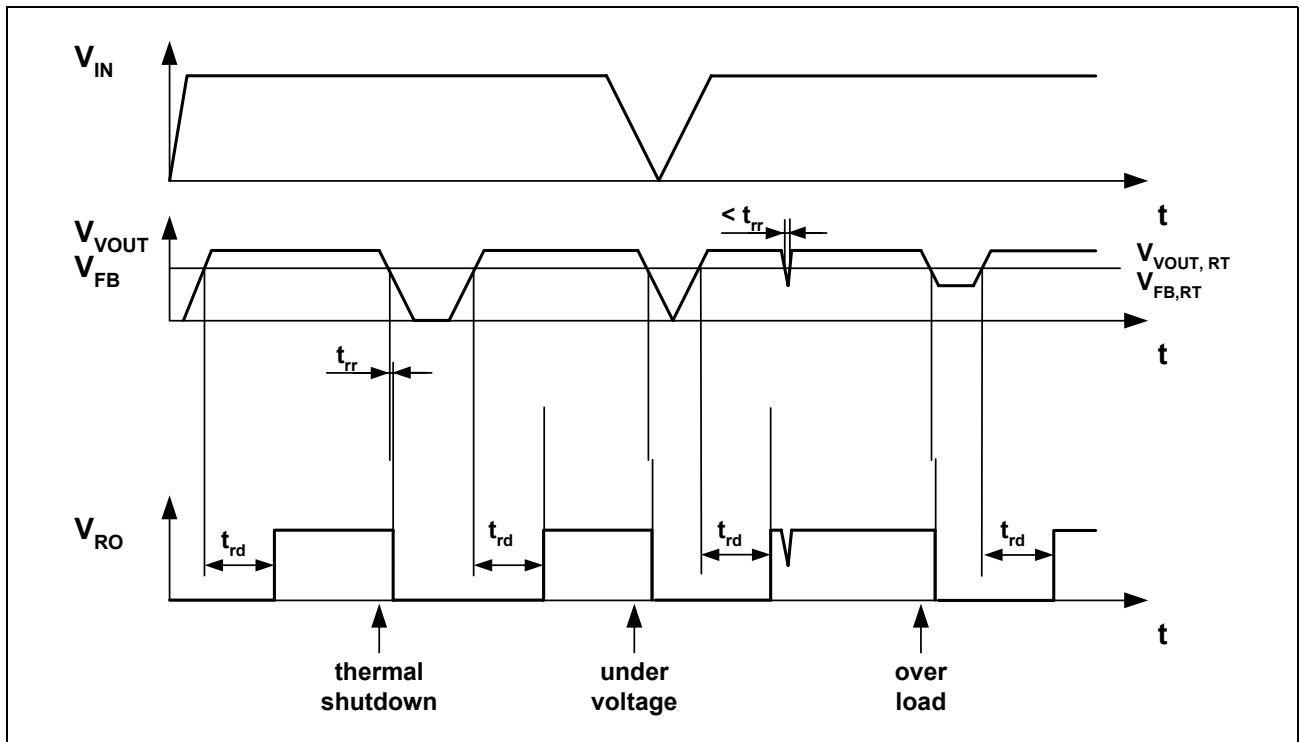 V_IN
t
< t_rr
V_VOUT
V_FB
V_VOUT, RT
V_FB,RT
t
t_rr
V_RO
t_rd
t_rd
t_rd
t_rd
t
thermal
shutdown
under
voltage
over
load